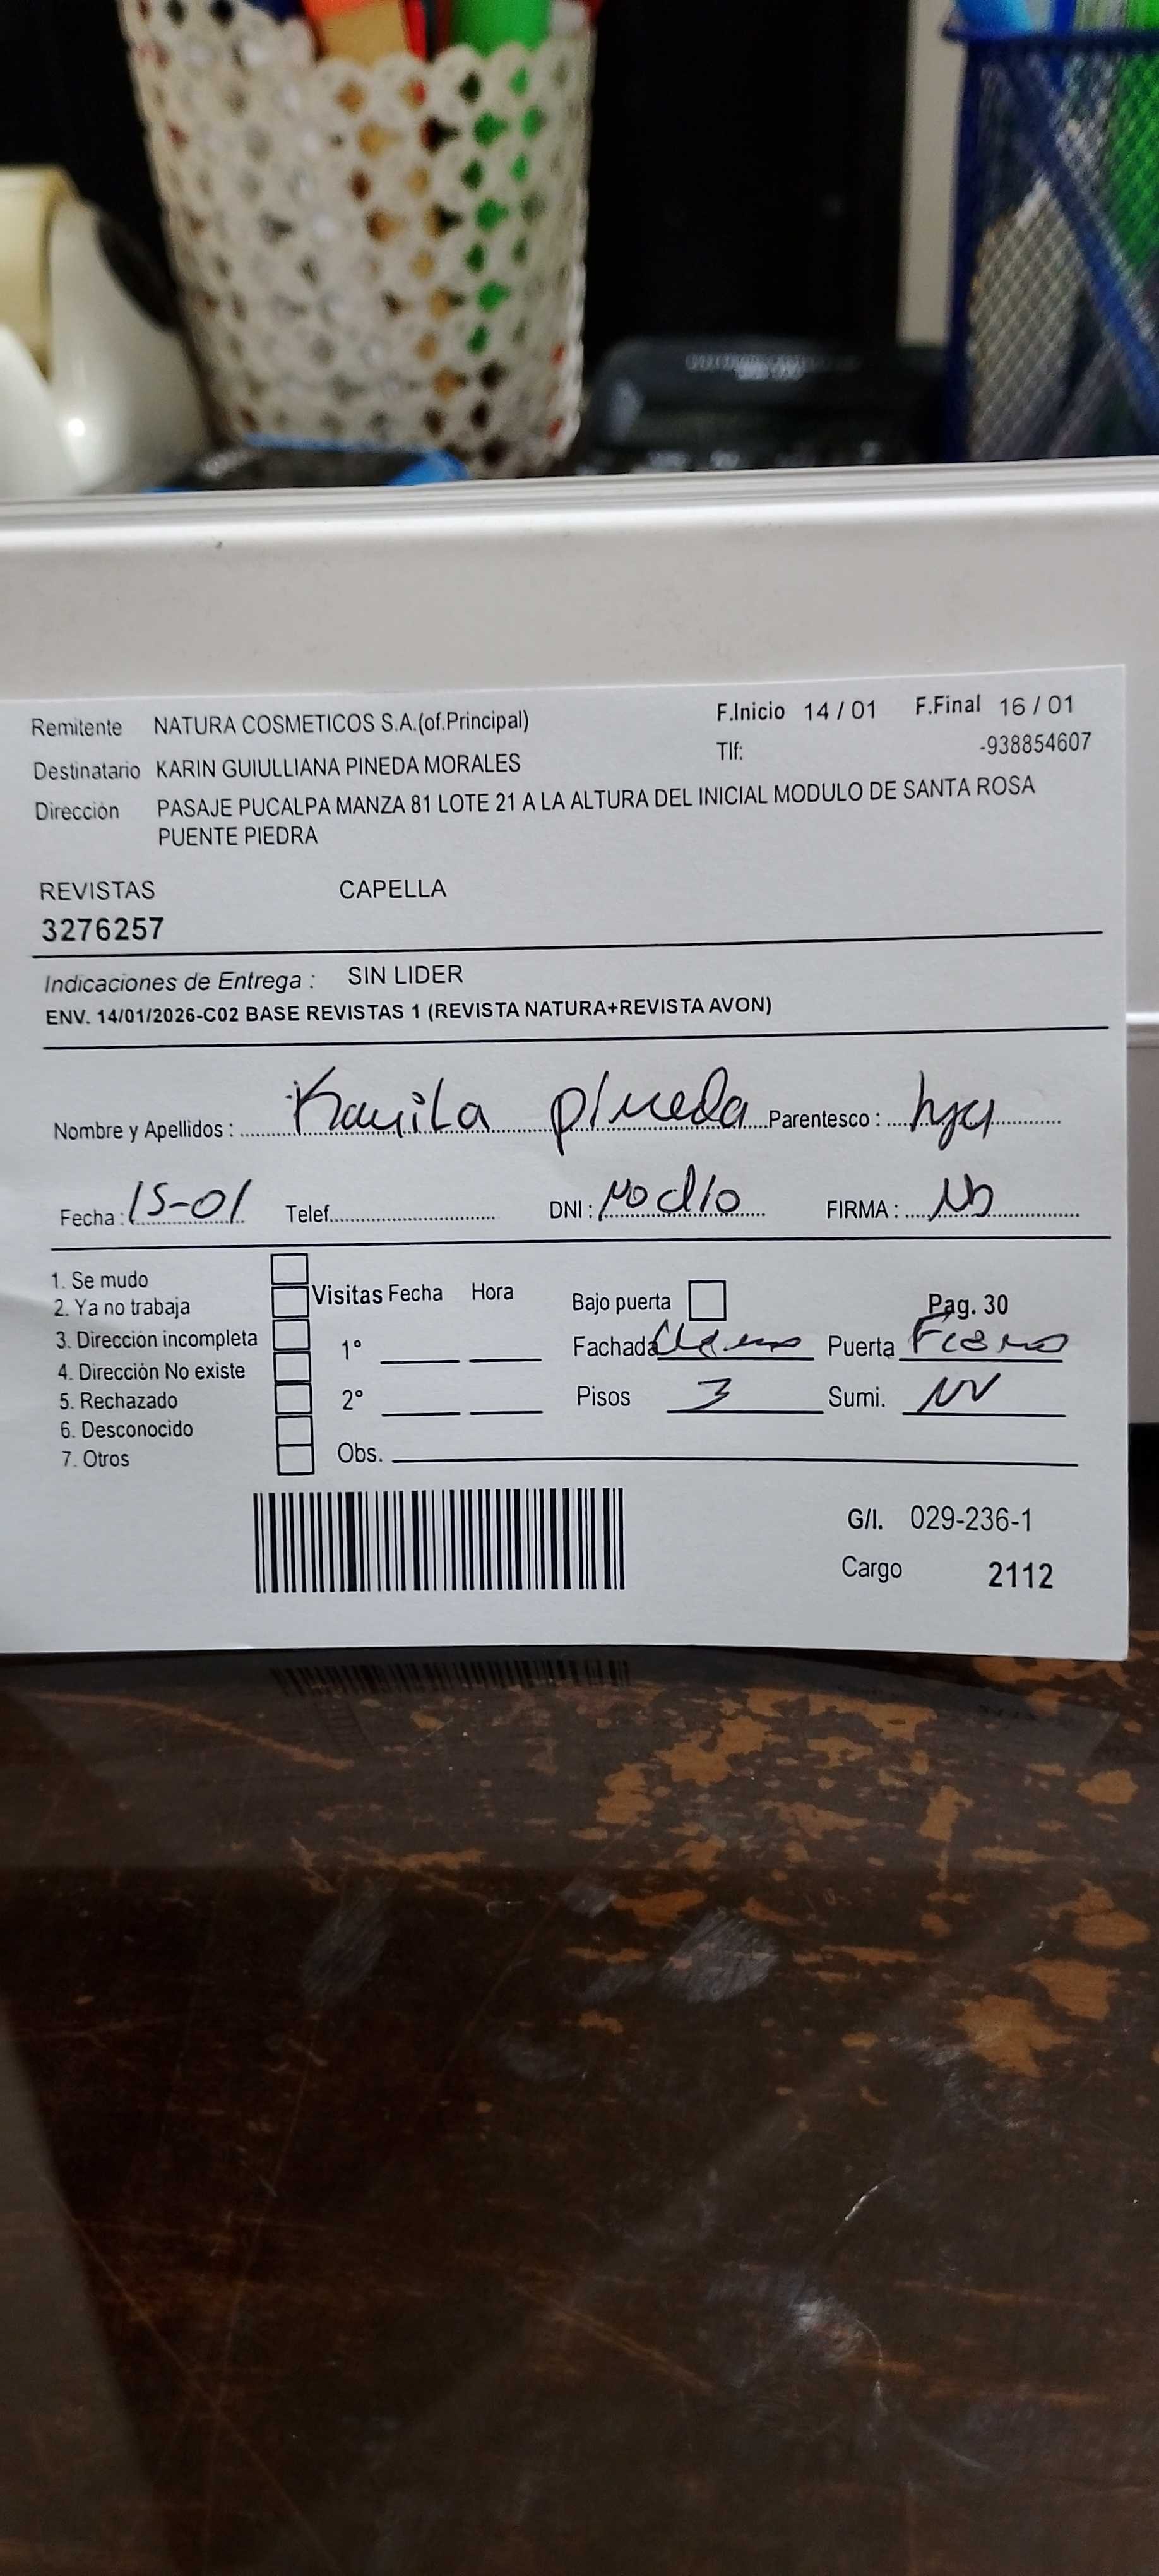 Remitente NATURA COSMETICOS S.A.(of.Principal) F.Inicio 14 / 01 F.Final 16 / 01
Tlf: -938854607
Destinatario KARIN GUIULLIANA PINEDA MORALES
Dirección PASAJE PUCALPA MANZA 81 LOTE 21 A LA ALTURA DEL INICIAL MODULO DE SANTA ROSA
PUENTE PIEDRA
REVISTAS CAPELLA
3276257
Indicaciones de Entrega : SIN LIDER
ENV. 14/01/2026-C02 BASE REVISTAS 1 (REVISTA NATURA+REVISTA AVON)
Nombre y Apellidos : Kamila pineda Parentesco : hija
Fecha : 15-01 Telef. DNI : No dio FIRMA :
1. Se mudo
2. Ya no trabaja
3. Dirección incompleta
4. Dirección No existe
5. Rechazado
6. Desconocido
7. Otros
Visitas Fecha Hora
1°
2°
Obs.
Bajo puerta Pag. 30
Fachada Puerta Fierro
Pisos 3 Sumi.
G/I. 029-236-1
Cargo 2112